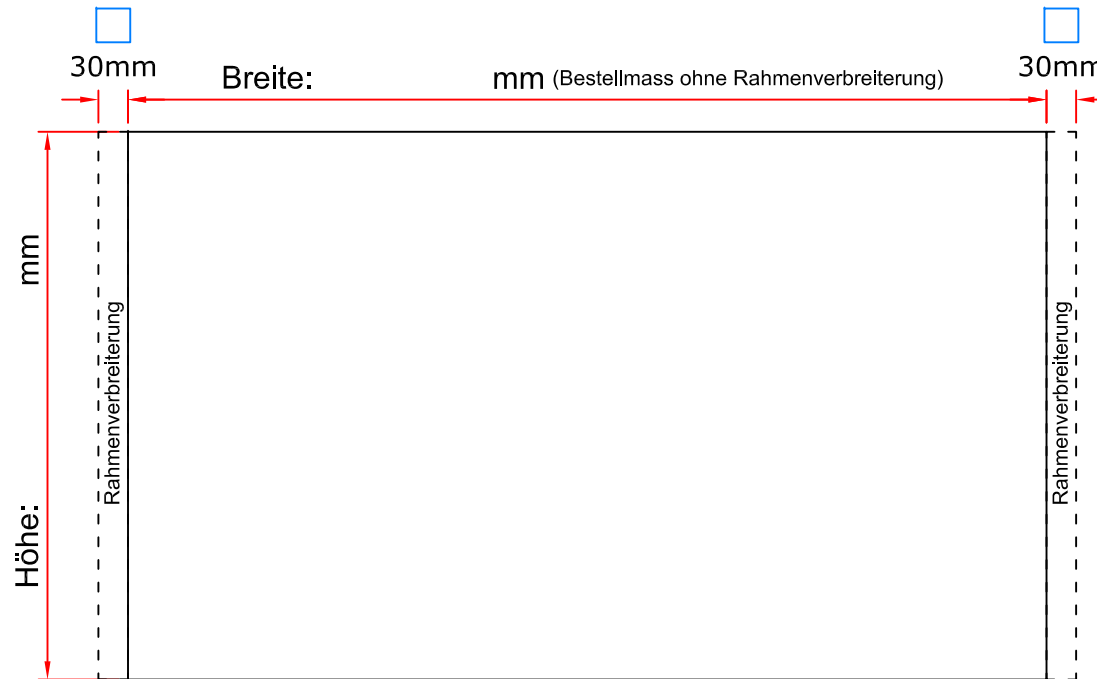 30mm
Breite: mm (Bestellmass ohne Rahmenverbreiterung)
30mm
Höhe: mm
Rahmenverbreiterung
Rahmenverbreiterung